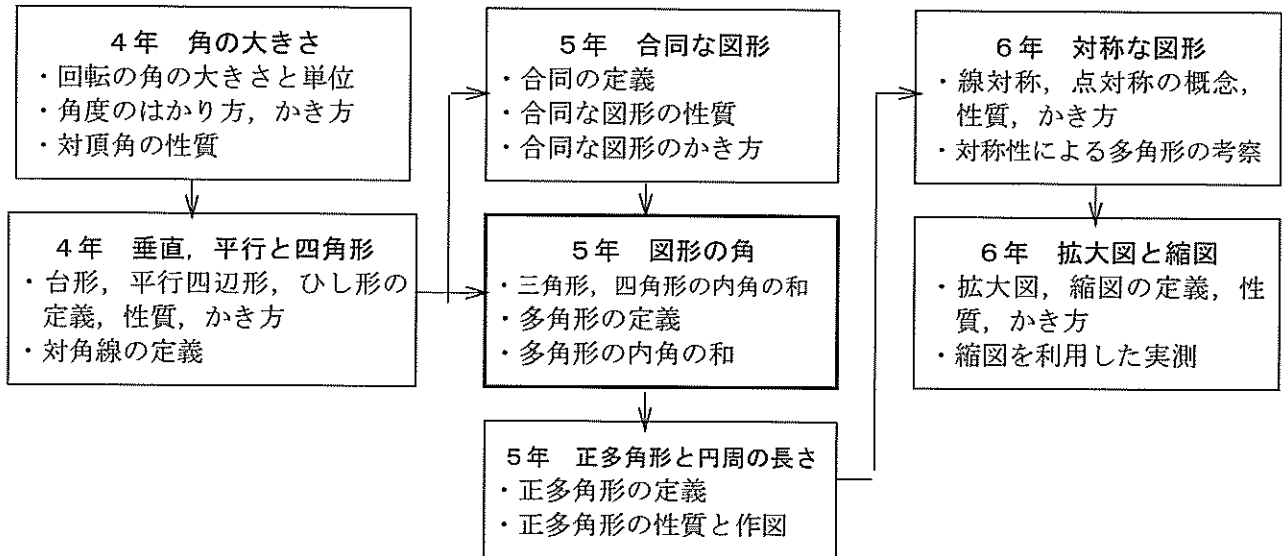 4年 角の大きさ
・回転の角の大きさと単位
・角度のはかり方，かき方
・対頂角の性質
4年 垂直，平行と四角形
・台形，平行四辺形，ひし形の
定義，性質，かき方
・対角線の定義
5年 合同な図形
・合同の定義
・合同な図形の性質
・合同な図形のかき方
5年 図形の角
・三角形，四角形の内角の和
・多角形の定義
・多角形の内角の和
5年 正多角形と円周の長さ
・正多角形の定義
・正多角形の性質と作図
6年 対称な図形
・線対称，点対称の概念，
性質，かき方
・対称性による多角形の考察
6年 拡大図と縮図
・拡大図，縮図の定義，性
質，かき方
・縮図を利用した実測